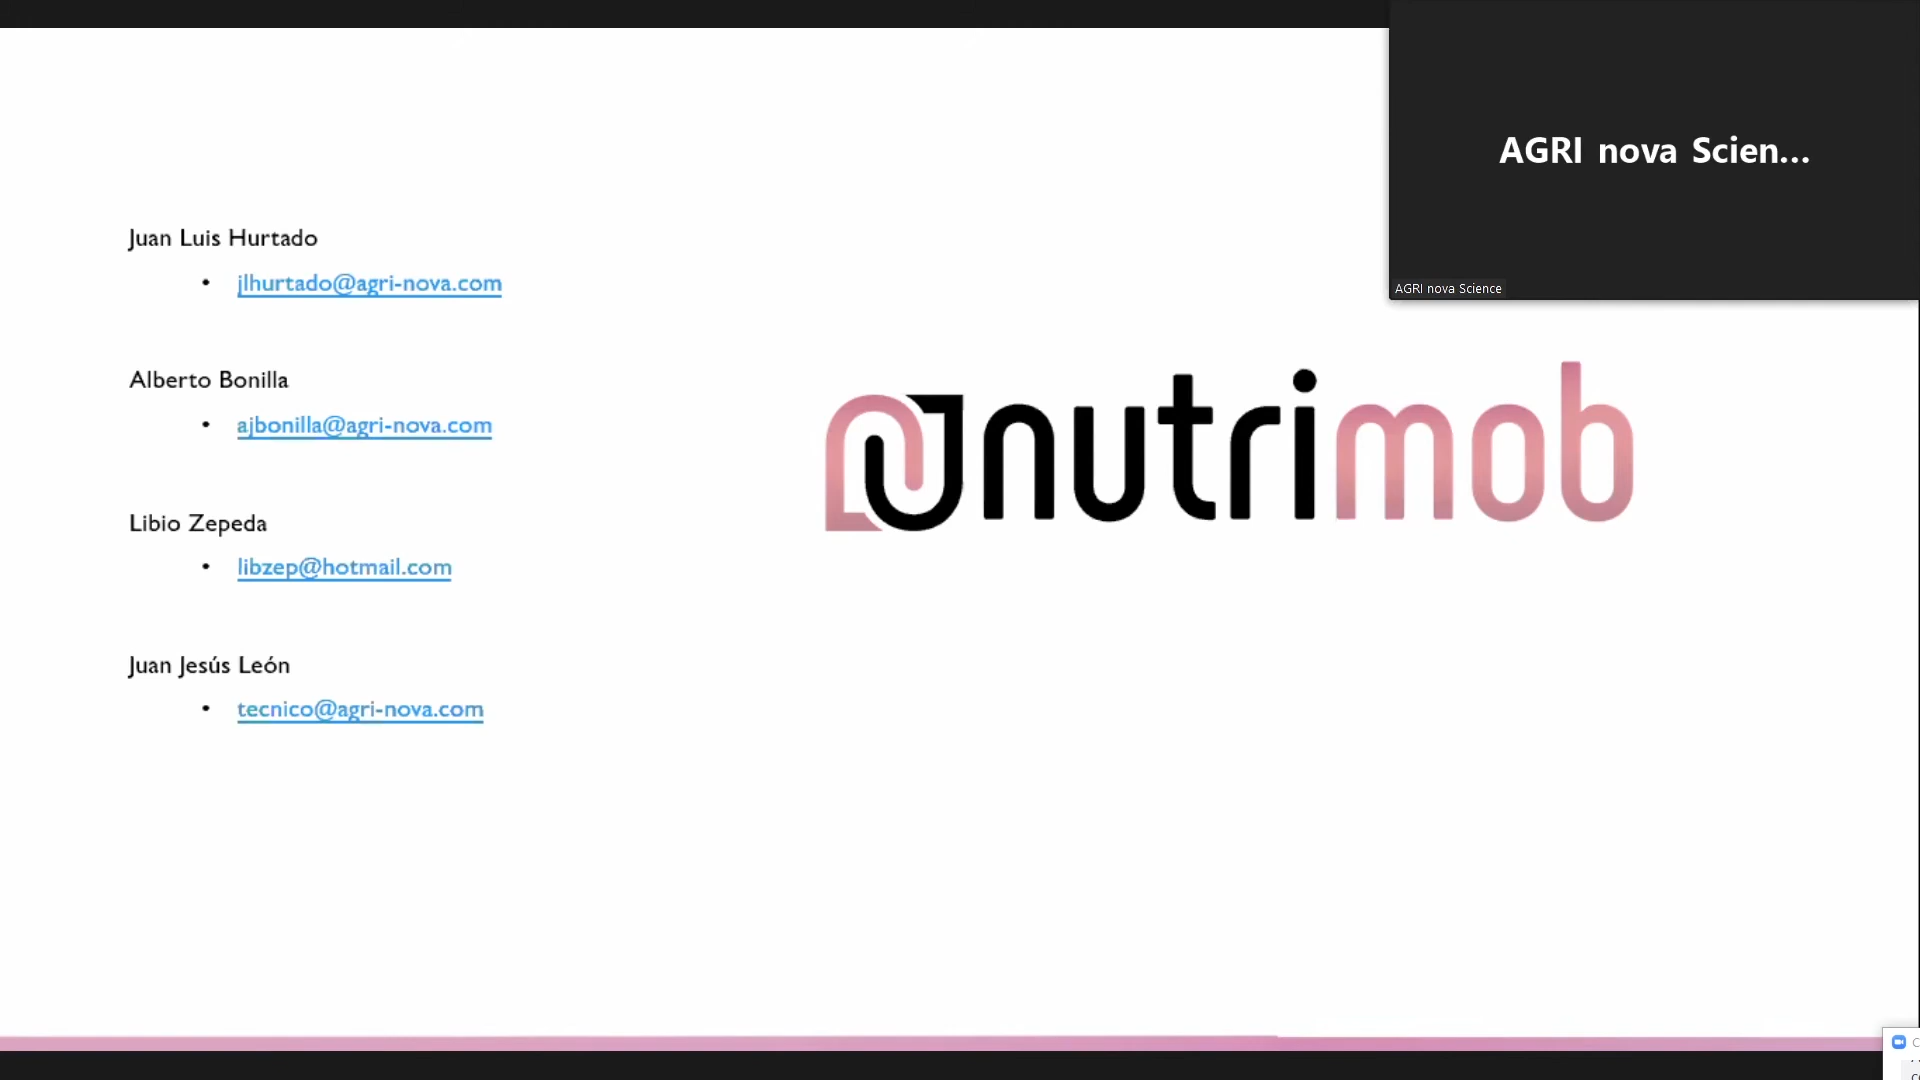 AGRI nova Scien...
AGRI nova Science
Juan Luis Hurtado
• jlhurtado@agri-nova.com
Alberto Bonilla
• ajbonilla@agri-nova.com
Libio Zepeda
• libzep@hotmail.com
Juan Jesús León
• tecnico@agri-nova.com
nutrimob